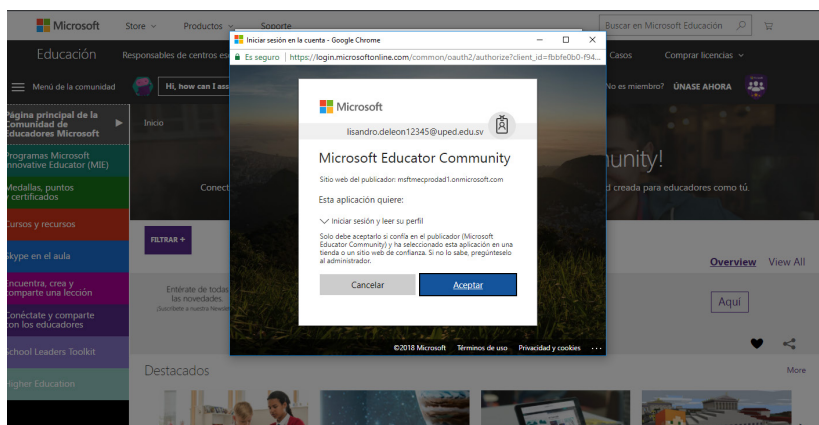 Microsoft
Store
Productos
Soporte
Buscar en Microsoft Educación
Educación
Responsables de centros es
Casos
Comprar licencias
Menú de la comunidad
Hi, how can I ass
No es miembro?
ÚNASE AHORA
Página principal de la
Comunidad de
Educadores Microsoft
Inicio
Programas Microsoft
Innovative Educator (MIE)
Medallas, puntos
y certificados
Cursos y recursos
Skype en el aula
Encuentra, crea y
comparte una lección
Conéctate y comparte
con los educadores
School Leaders Toolkit
Higher Education
unity!
Conect
d creada para educadores como tú.
FILTRAR +
Overview
View All
Entérate de todas
las novedades.
¡Suscríbete a nuestra Newsle
Aquí
Destacados
More
Iniciar sesión en la cuenta - Google Chrome
Es seguro
https://login.microsoftonline.com/common/oauth2/authorize?client_id=fbbfe0b0-f94...
Microsoft
lisandro.deleon12345@uped.edu.sv
Microsoft Educator Community
Sitio web del publicador: msftmecprodad1.onmicrosoft.com
Esta aplicación quiere:
Iniciar sesión y leer su perfil
Solo debe aceptarlo si confía en el publicador (Microsoft
Educator Community) y ha seleccionado esta aplicación en una
tienda o un sitio web de confianza. Si no lo sabe, pregúnteselo
al administrador.
Cancelar
Aceptar
©2018 Microsoft
Términos de uso
Privacidad y cookies
...